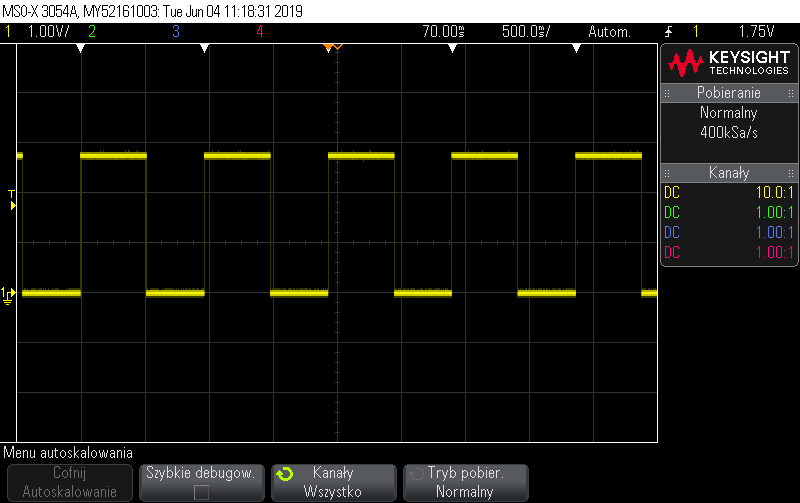 MSO-X 3054A, MY52161003: Tue Jun 04 11:18:31 2019
1 1.00V/ 2 3 4 70.00ms 500.0ms/ Autom. 1 1.75V
KEYSIGHT
TECHNOLOGIES
Pobieranie
Normalny
400kSa/s
Kanały
DC 10.0:1
DC 1.00:1
DC 1.00:1
DC 1.00:1
T
1
Menu autoskalowania
Cofnij
Autoskalowanie
Szybkie debugow.
Kanały
Wszystko
Tryb pobier.
Normalny